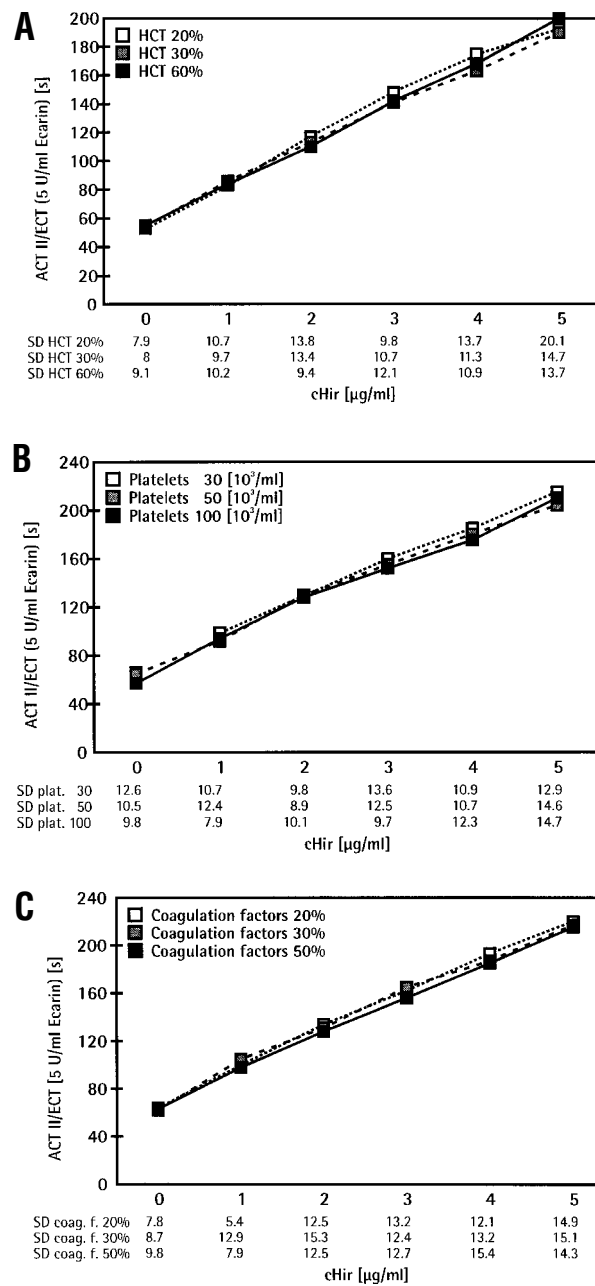 A
ACT II/ECT (5 U/ml Ecarin) [s]
200
180
160
140
120
100
80
60
40
20
0
HCT 20%
HCT 30%
HCT 60%
0 1 2 3 4 5
SD HCT 20% 7.9 10.7 13.8 9.8 13.7 20.1
SD HCT 30% 8 9.7 13.4 10.7 11.3 14.7
SD HCT 60% 9.1 10.2 9.4 12.1 10.9 13.7
cHir [µg/ml]
B
ACT II/ECT (5 U/ml Ecarin) [s]
240
200
160
120
80
40
0
Platelets 30 [10³/ml]
Platelets 50 [10³/ml]
Platelets 100 [10³/ml]
0 1 2 3 4 5
SD plat. 30 12.6 10.7 9.8 13.6 10.9 12.9
SD plat. 50 10.5 12.4 8.9 12.5 10.7 14.6
SD plat. 100 9.8 7.9 10.1 9.7 12.3 14.7
cHir [µg/ml]
C
ACT II/ECT [5 U/ml Ecarin) [s]
240
200
160
120
80
40
0
Coagulation factors 20%
Coagulation factors 30%
Coagulation factors 50%
0 1 2 3 4 5
SD coag. f. 20% 7.8 5.4 12.5 13.2 12.1 14.9
SD coag. f. 30% 8.7 12.9 15.3 12.4 13.2 15.1
SD coag. f. 50% 9.8 7.9 12.5 12.7 15.4 14.3
cHir [µg/ml]